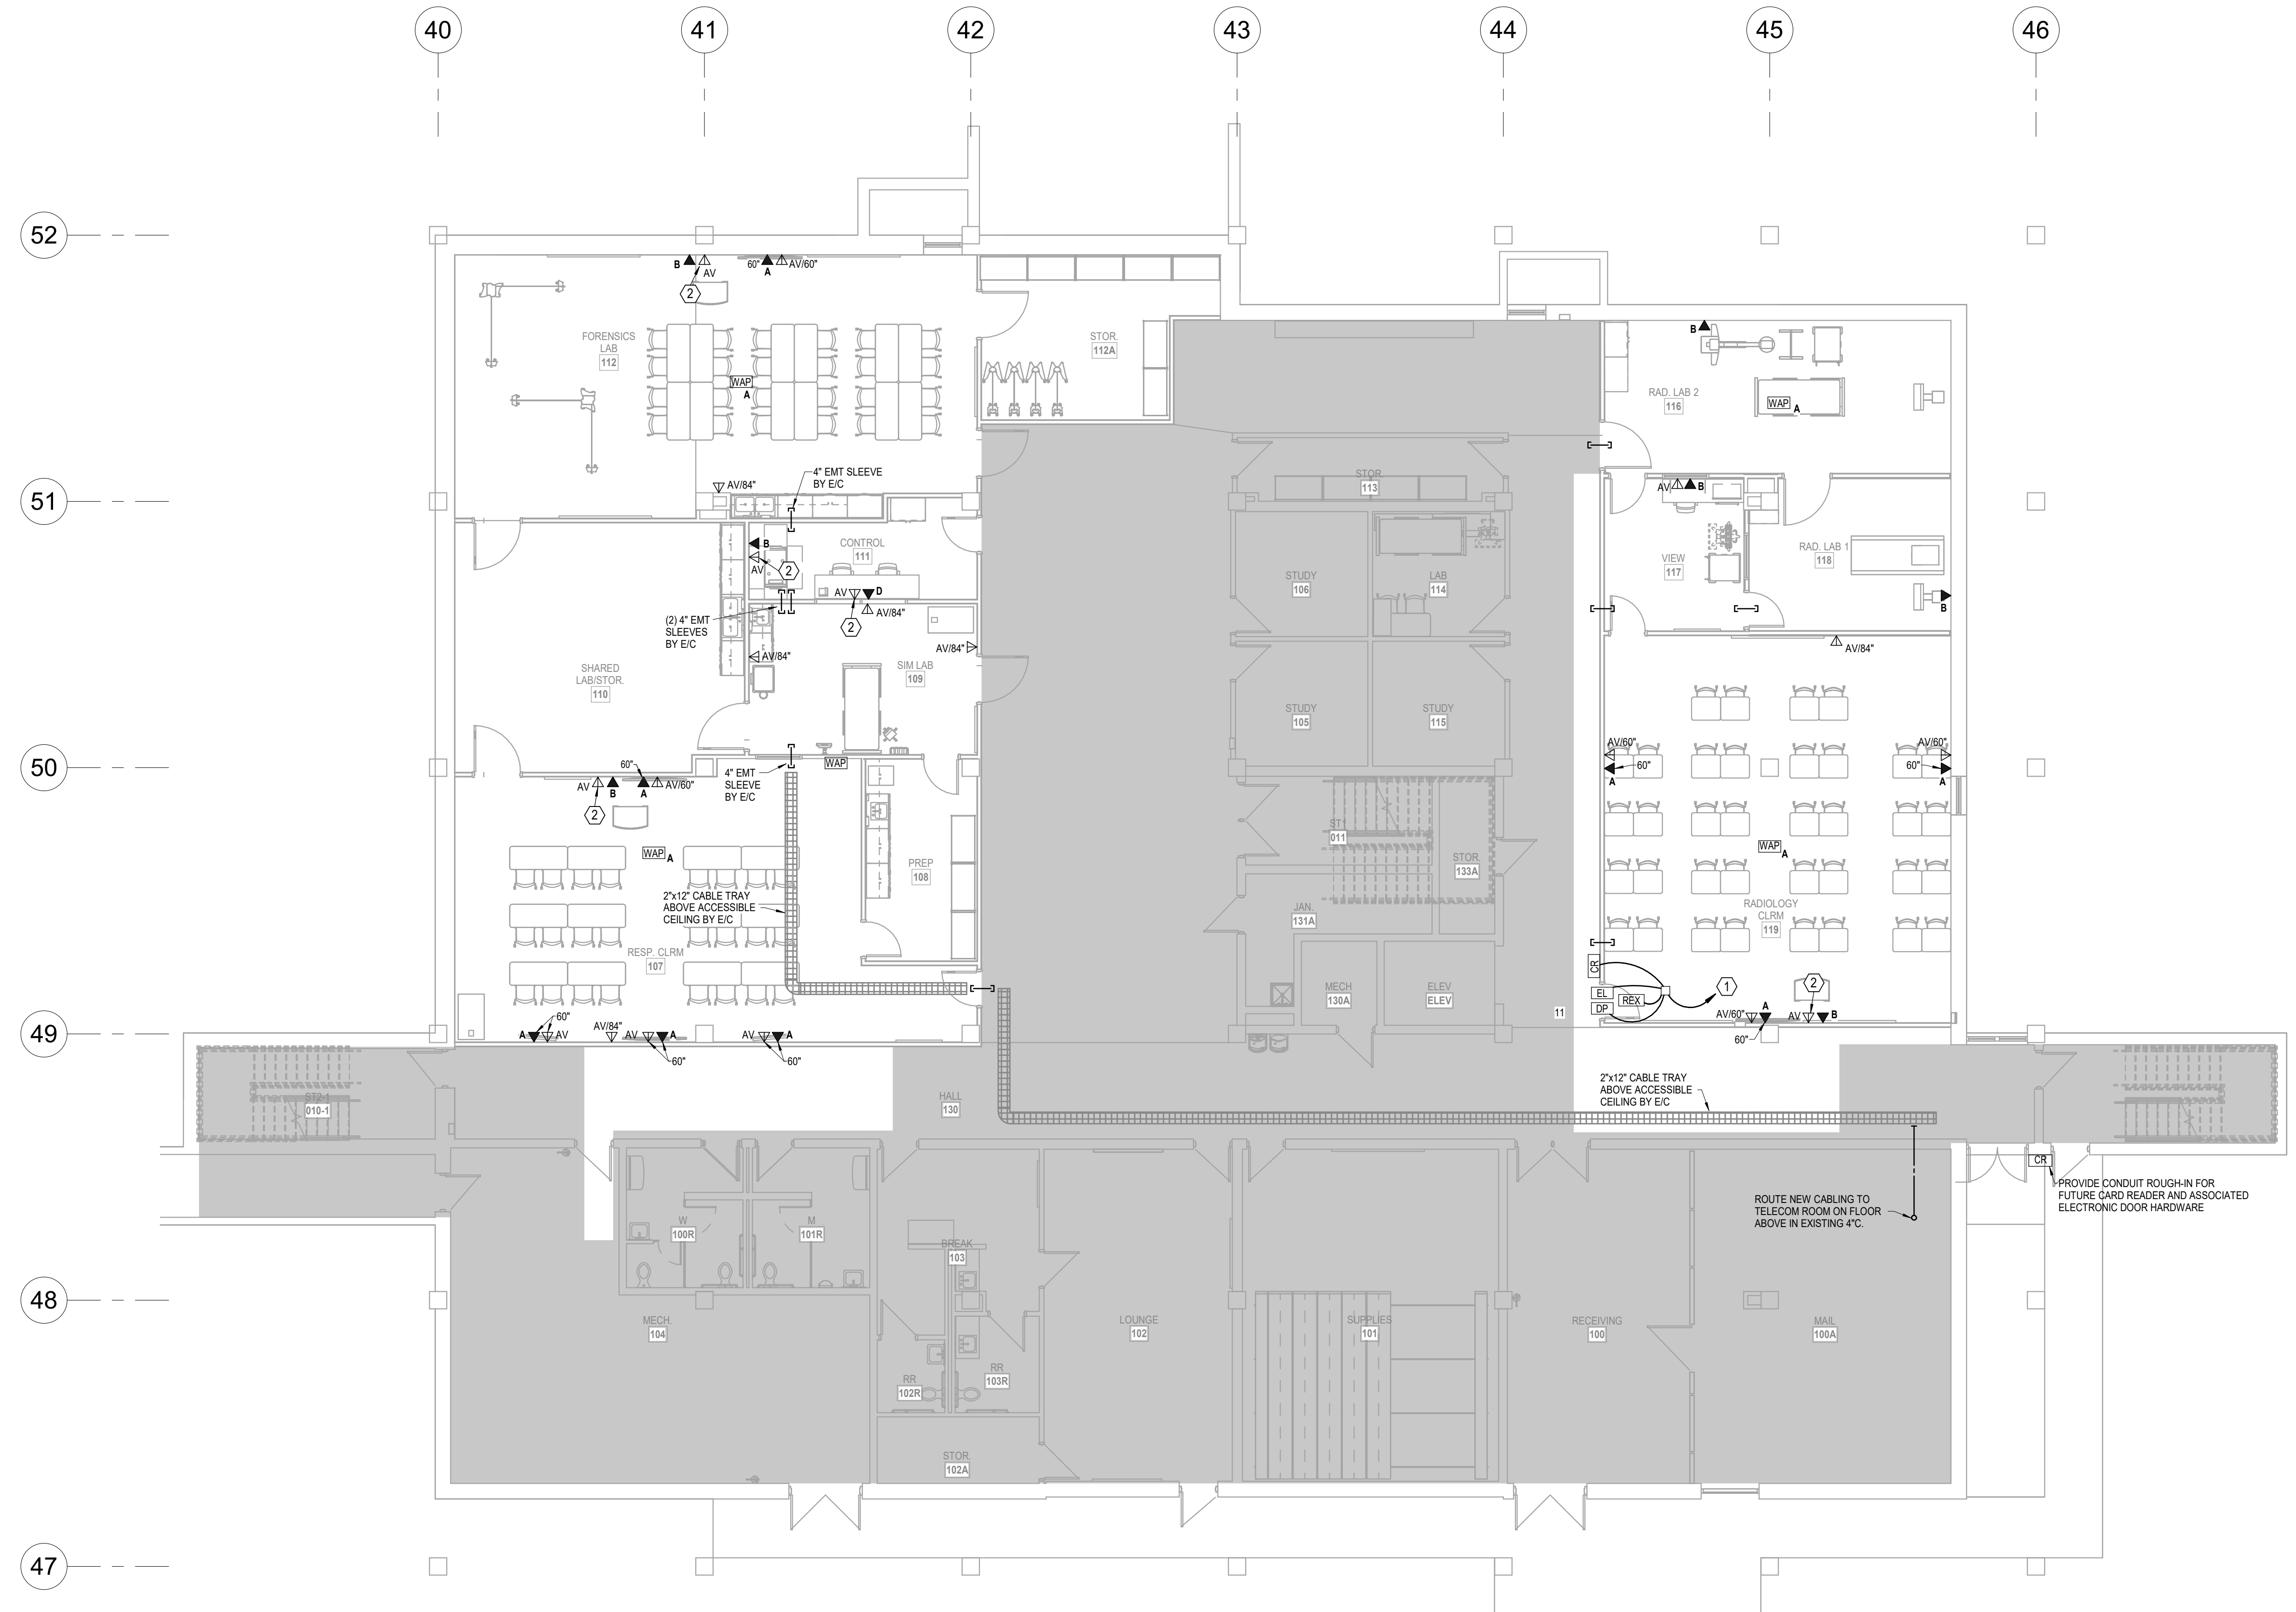 40
41
42
43
44
45
46
52
51
50
49
48
47
B
AV
2
60"
A
AV/60"
FORENSICS
LAB
112
WAP
A
STOR.
112A
B
RAD. LAB 2
116
WAP
A
AV/84"
4" EMT SLEEVE
BY E/C
STOR.
113
AV
B
CONTROL
111
B
AV
2
AV
D
AV/84"
2
(2) 4" EMT
SLEEVES
BY E/C
AV/84"
AV/84"
SIM LAB
109
SHARED
LAB/STOR.
110
STUDY
106
LAB
114
VIEW
117
RAD. LAB 1
118
B
AV/84"
STUDY
105
STUDY
115
AV/60"
60"
A
AV/60"
60"
A
60"
AV
B
A
AV/60"
2
4" EMT
SLEEVE
BY E/C
WAP
WAP
A
PREP
108
2"x12" CABLE TRAY
ABOVE ACCESSIBLE
CEILING BY E/C
RESP. CLRM
107
ST1
011
STOR.
133A
JAN.
131A
WAP
A
RADIOLOGY
CLRM
119
MECH
130A
ELEV
ELEV
11
CR
EL
REX
DP
1
2
AV/60"
A
60"
AV
B
60"
A
AV
AV/84"
AV
A
60"
AV
A
60"
ST2-1
010-1
HALL
130
2"x12" CABLE TRAY
ABOVE ACCESSIBLE
CEILING BY E/C
CR
PROVIDE CONDUIT ROUGH-IN FOR
FUTURE CARD READER AND ASSOCIATED
ELECTRONIC DOOR HARDWARE
ROUTE NEW CABLING TO
TELECOM ROOM ON FLOOR
ABOVE IN EXISTING 4"C.
W
100R
M
101R
BREAK
103
MECH.
104
LOUNGE
102
SUPPLIES
101
RECEIVING
100
MAIL
100A
RR
102R
RR
103R
STOR.
102A